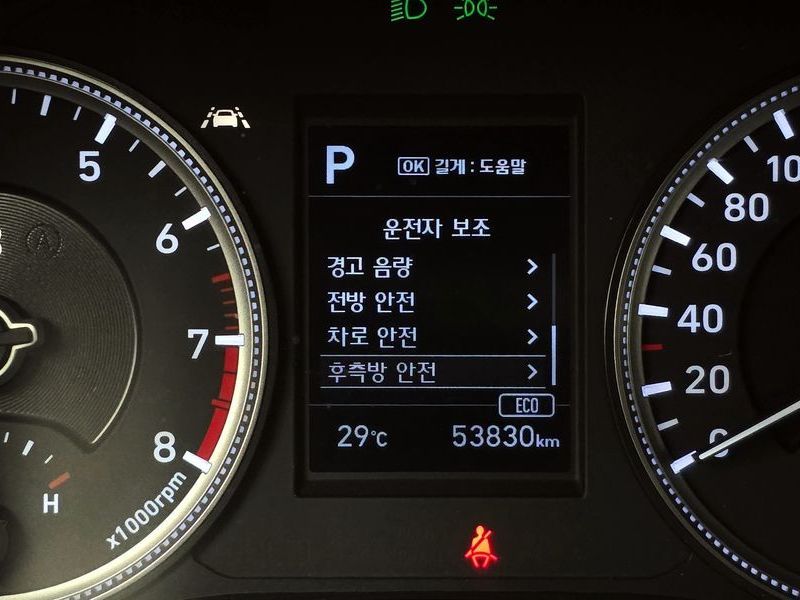 P
OK 길게 : 도움말
운전자 보조
경고 음량
전방 안전
차로 안전
후측방 안전
ECO
29°C
53830km
5
6
7
8
H
x1000rpm
80
60
40
20
0